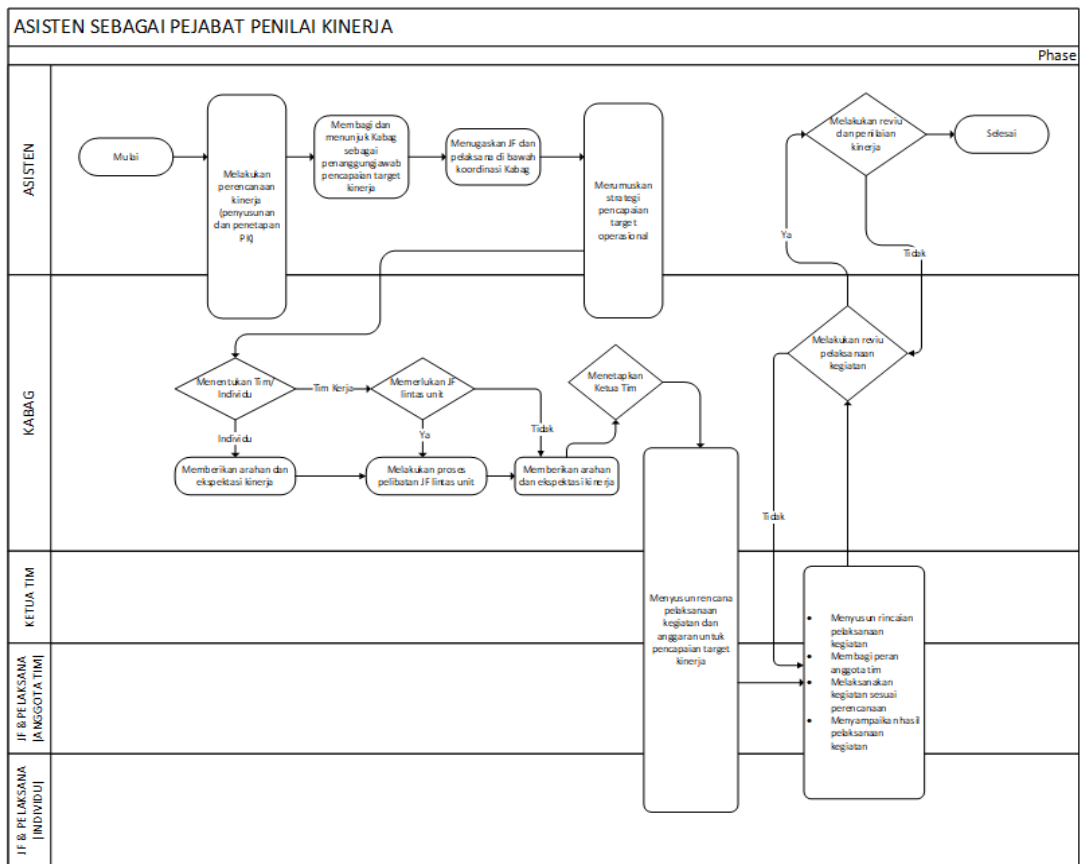 ASISTEN SEBAGAI PEJABAT PENILAI KINERJA
Phase
ASISTEN
Mulai
Melakukan
perencanaan
kinerja
(penyusunan
dan penetapan
PK)
Membagi dan
menunjuk Kabag
sebagai
penanggungjawab
pencapaian target
kinerja
Menugaskan JF dan
pelaksana di bawah
koordinasi Kabag
Merumuskan
strategi
pencapaian
target
operasional
Melakukan reviu
dan penilaian
kinerja
Selesai
Ya
Tidak
KABAG
Menentukan Tim/
Individu
Tim Kerja
Memerlukan JF
lintas unit
Menetapkan
Ketua Tim
Melakukan reviu
pelaksanaan
kegiatan
Individu
Ya
Tidak
Memberikan arahan dan
ekspektasi kinerja
Melakukan proses
pelibatan JF lintas unit
Memberikan arahan
dan ekspektasi kinerja
Tidak
KETUA TIM
Menyusun rencana
pelaksanaan
kegiatan dan
anggaran untuk
pencapaian target
kinerja
• Menyusun rincaian
pelaksanaan
kegiatan
• Membagi peran
anggota tim
• Melaksanakan
kegiatan sesuai
perencanaan
• Menyampaikan hasil
pelaksanaan
kegiatan
JF & PELAKSANA
|ANGGOTA TIM|
JF & PELAKSANA
|INDIVIDU|